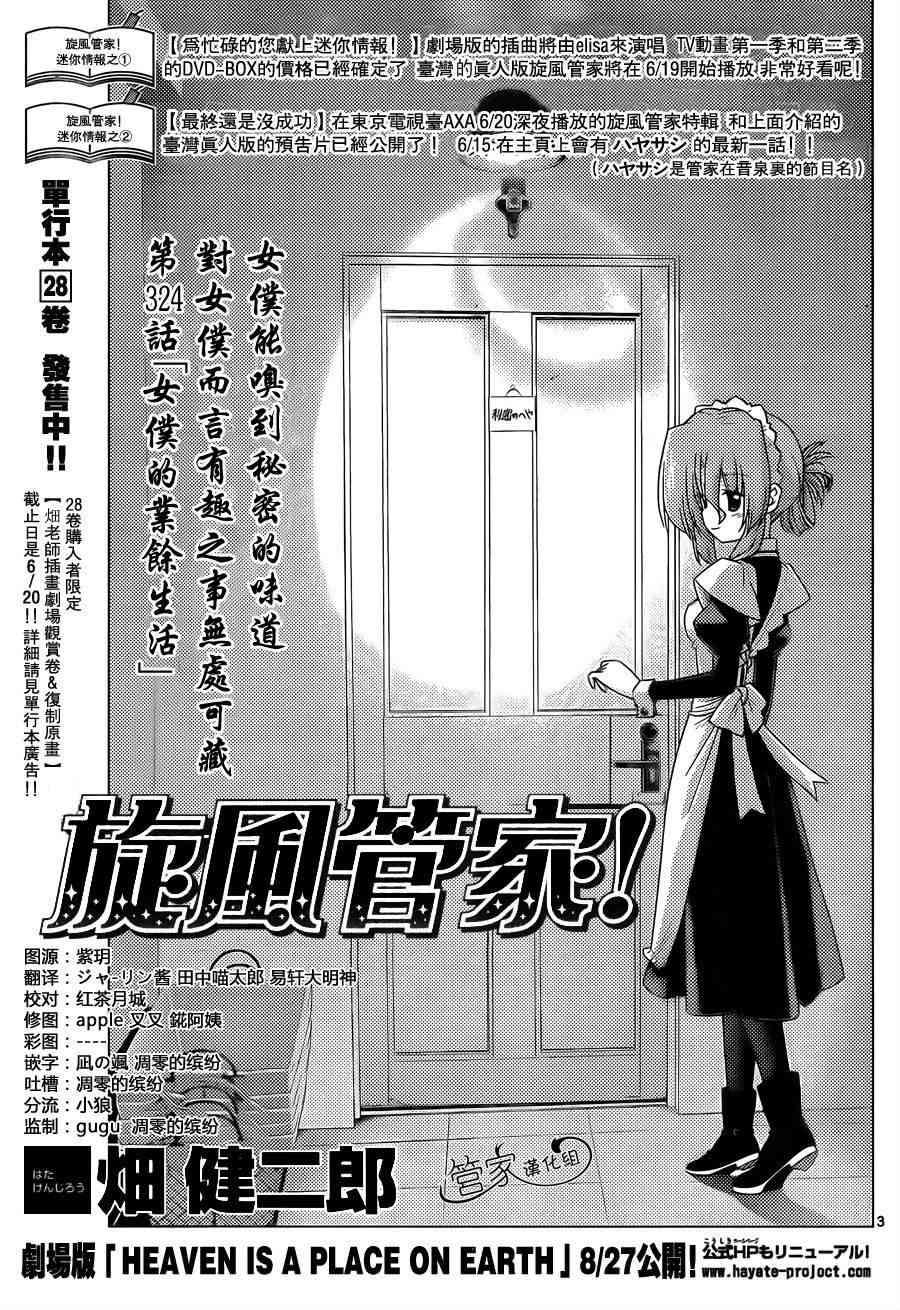 旋風管家!
迷你情報之①
【爲忙碌的您獻上迷你情報!】劇場版的插曲將由elisa來演唱 TV動畫第一季和第二季
的DVD-BOX的價格已經確定了 臺灣的眞人版旋風管家將在6/19開始播放 非常好看呢!
旋風管家!
迷你情報之②
【最終還是沒成功】在東京電視臺AXA 6/20深夜播放的旋風管家特輯 和上面介紹的
臺灣眞人版的預告片已經公開了! 6/15:在主頁上會有ハヤサシ的最新一話!!
(ハヤサシ是管家在音泉裏的節目名)
單行本28卷 發售中!!
28卷購入者限定
【畑老師插畫劇場觀賞卷&復制原畫】
截止日是6/20!!詳細請見單行本廣告!!
女僕能嗅到秘密的味道
對女僕而言有趣之事無處可藏
第324話「女僕的業餘生活」
旋風管家!
图源:紫玥
翻译:ジャーリン酱 田中喵太郎 易轩大明神
校对:红茶月城
修图:apple 叉叉 錵阿姨
彩图:----
嵌字:凪の颯 凋零的缤纷
吐槽:凋零的缤纷
分流:小狼
监制:gugu 凋零的缤纷
はた
けんじろう
畑 健二郎
管家漢化組
3
劇場版「HEAVEN IS A PLACE ON EARTH」8/27公開!
公式HPもリニューアル!
www.hayate-project.com